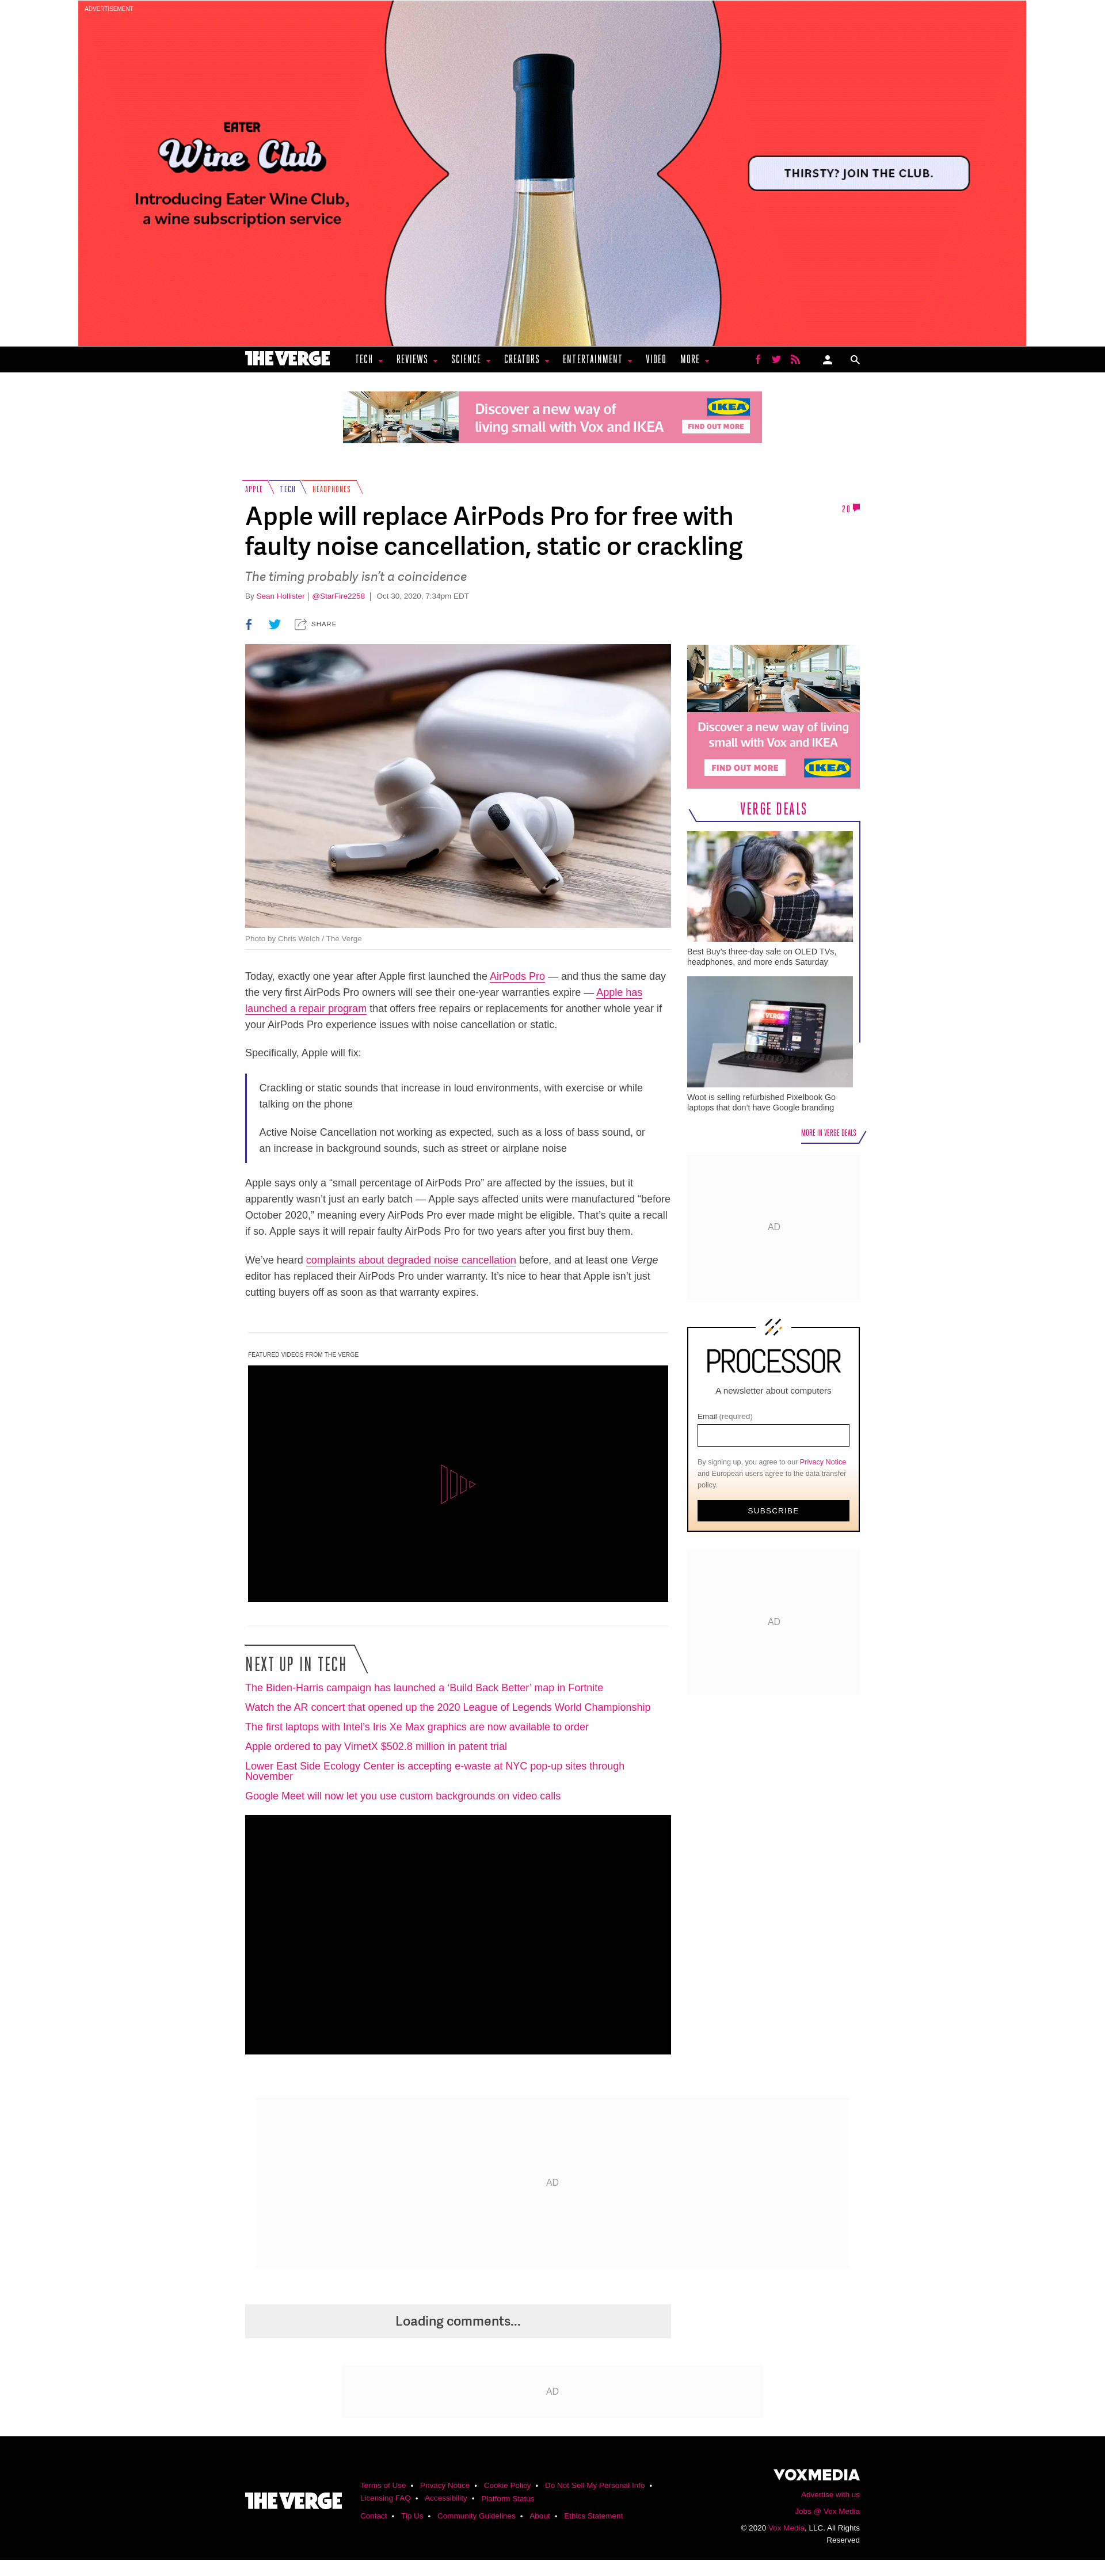 ADVERTISEMENT
EATER
Wine Club
Introducing Eater Wine Club,
a wine subscription service
THIRSTY? JOIN THE CLUB.
THE VERGE
TECH
REVIEWS
SCIENCE
CREATORS
ENTERTAINMENT
VIDEO
MORE
Discover a new way of
living small with Vox and IKEA
IKEA
FIND OUT MORE
APPLE
TECH
HEADPHONES
Apple will replace AirPods Pro for free with
faulty noise cancellation, static or crackling
20
The timing probably isn’t a coincidence
By Sean Hollister | @StarFire2258 | Oct 30, 2020, 7:34pm EDT
SHARE
Photo by Chris Welch / The Verge
Today, exactly one year after Apple first launched the AirPods Pro — and thus the same day
the very first AirPods Pro owners will see their one-year warranties expire — Apple has
launched a repair program that offers free repairs or replacements for another whole year if
your AirPods Pro experience issues with noise cancellation or static.
Specifically, Apple will fix:
Crackling or static sounds that increase in loud environments, with exercise or while
talking on the phone
Active Noise Cancellation not working as expected, such as a loss of bass sound, or
an increase in background sounds, such as street or airplane noise
Apple says only a “small percentage of AirPods Pro” are affected by the issues, but it
apparently wasn’t just an early batch — Apple says affected units were manufactured “before
October 2020,” meaning every AirPods Pro ever made might be eligible. That’s quite a recall
if so. Apple says it will repair faulty AirPods Pro for two years after you first buy them.
We’ve heard complaints about degraded noise cancellation before, and at least one Verge
editor has replaced their AirPods Pro under warranty. It’s nice to hear that Apple isn’t just
cutting buyers off as soon as that warranty expires.
Discover a new way of living
small with Vox and IKEA
FIND OUT MORE
IKEA
VERGE DEALS
Best Buy’s three-day sale on OLED TVs,
headphones, and more ends Saturday
THE VERGE
Woot is selling refurbished Pixelbook Go
laptops that don’t have Google branding
MORE IN VERGE DEALS
AD
PROCESSOR
A newsletter about computers
Email (required)
By signing up, you agree to our Privacy Notice
and European users agree to the data transfer
policy.
SUBSCRIBE
AD
FEATURED VIDEOS FROM THE VERGE
NEXT UP IN TECH
The Biden-Harris campaign has launched a ‘Build Back Better’ map in Fortnite
Watch the AR concert that opened up the 2020 League of Legends World Championship
The first laptops with Intel’s Iris Xe Max graphics are now available to order
Apple ordered to pay VirnetX $502.8 million in patent trial
Lower East Side Ecology Center is accepting e-waste at NYC pop-up sites through
November
Google Meet will now let you use custom backgrounds on video calls
AD
Loading comments...
AD
THE VERGE
Terms of Use • Privacy Notice • Cookie Policy • Do Not Sell My Personal Info •
Licensing FAQ • Accessibility • Platform Status
Contact • Tip Us • Community Guidelines • About • Ethics Statement
VOXMEDIA
Advertise with us
Jobs @ Vox Media
© 2020 Vox Media, LLC. All Rights
Reserved